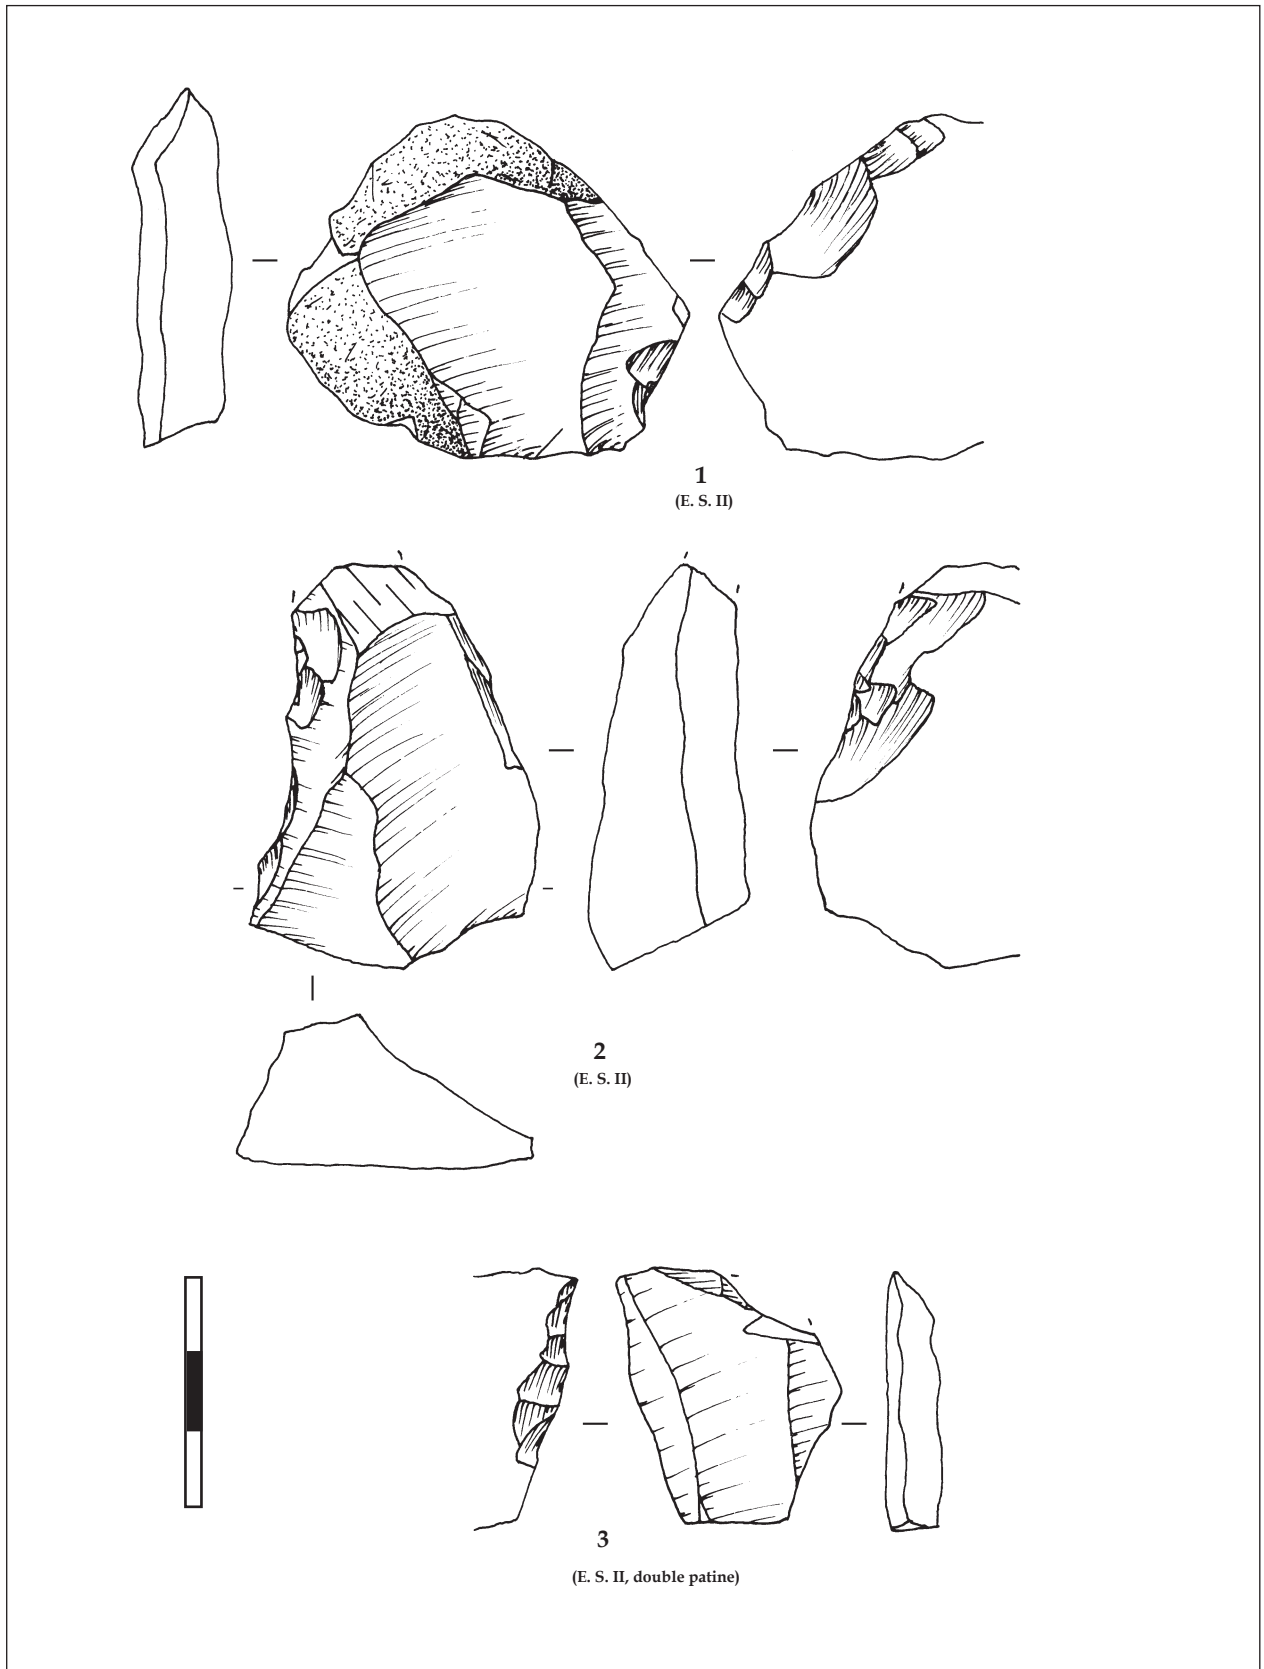 1
(E. S. II)
2
(E. S. II)
3
(E. S. II, double patine)